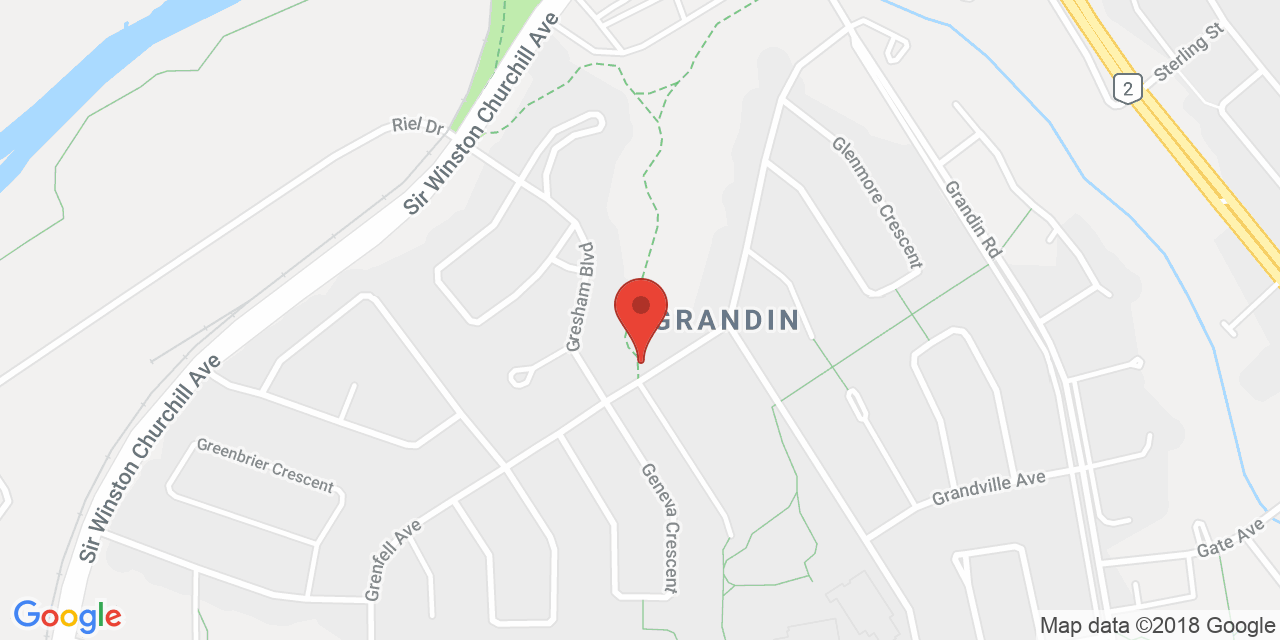 Sir Winston Churchill Ave
2
Sterling St
Riel Dr
Glenmore Crescent
Grandin Rd
Gresham Blvd
GRANDIN
Sir Winston Churchill Ave
Greenbrier Crescent
Geneva Crescent
Grandville Ave
Grenfell Ave
Gate Ave
Google
Map data ©2018 Google